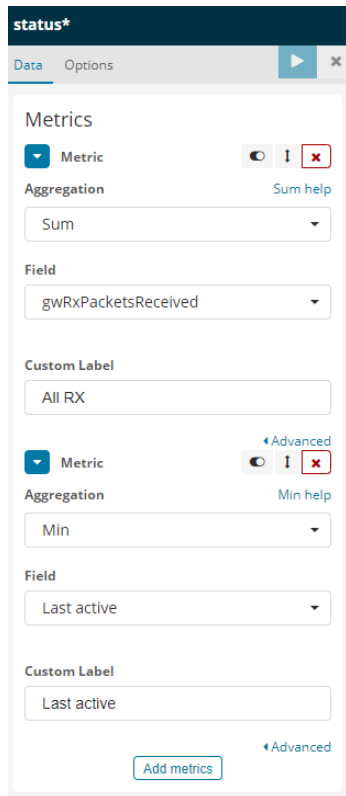 status*
Data Options
Metrics
Metric
Aggregation Sum help
Sum
Field
gwRxPacketsReceived
Custom Label
All RX
Advanced
Metric
Aggregation Min help
Min
Field
Last active
Custom Label
Last active
Advanced
Add metrics